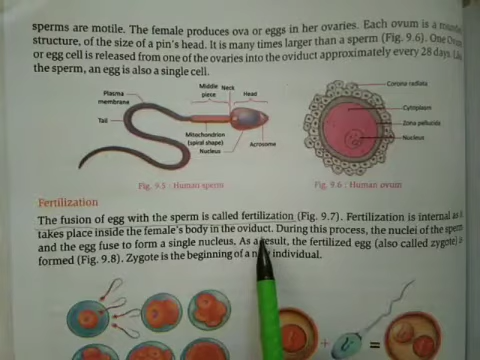 sperms are motile. The female produces ova or eggs in her ovaries. Each ovum is a
structure, of the size of a pin's head. It is many times larger than a sperm (Fig. 9.6). One
or egg cell is released from one of the ovaries into the oviduct approximately every 28 days.
the sperm, an egg is also a single cell.
Plasma membrane
Tail
Middle piece
Neck
Head
Mitochondrion (spiral shape)
Nucleus
Acrosome
Fig. 9.5 : Human sperm
Corona radiata
Cytoplasm
Zona pellucida
Nucleus
Fig. 9.6 : Human ovum
Fertilization
The fusion of egg with the sperm is called fertilization (Fig. 9.7). Fertilization is internal as
takes place inside the female's body in the oviduct. During this process, the nuclei of the sperm
and the egg fuse to form a single nucleus. As a result, the fertilized egg (also called zygote)
formed (Fig. 9.8). Zygote is the beginning of a new individual.
+
=